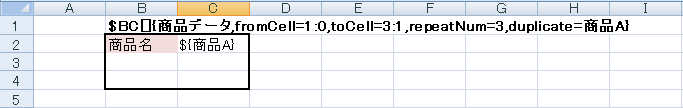 A B C D E F G H I
1 $BC[]{商品データ,fromCell=1:0,toCell=3:1,repeatNum=3,duplicate=商品A}
2 商品名 ${商品A}
3
4
5